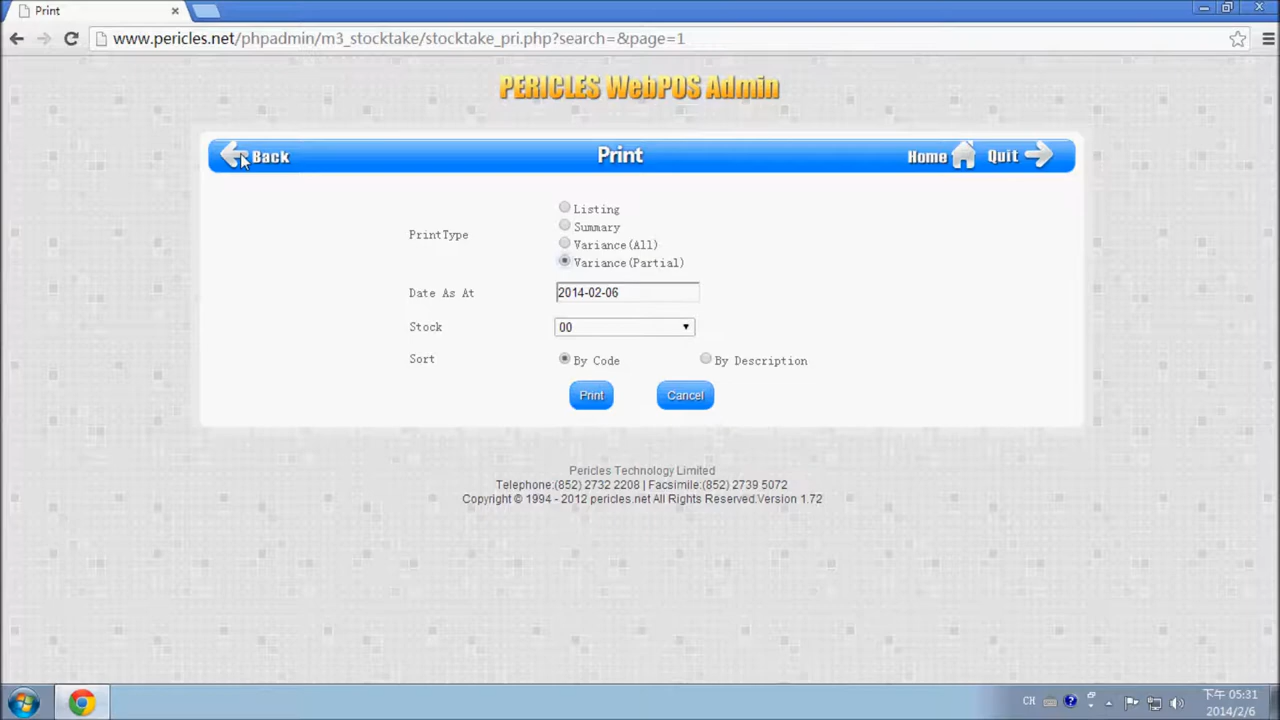 Print
www.pericles.net/phpadmin/m3_stocktake/stocktake_pri.php?search=&page=1
PERICLES WebPOS Admin
Back Print Home Quit
PrintType
Listing
Summary
Variance(All)
Variance(Partial)
Date As At 2014-02-06
Stock 00
Sort By Code By Description
Print Cancel
Pericles Technology Limited
Telephone:(852) 2732 2208 | Facsimile:(852) 2739 5072
Copyright © 1994 - 2012 pericles.net All Rights Reserved.Version 1.72
CH 下午 05:31
2014/2/6